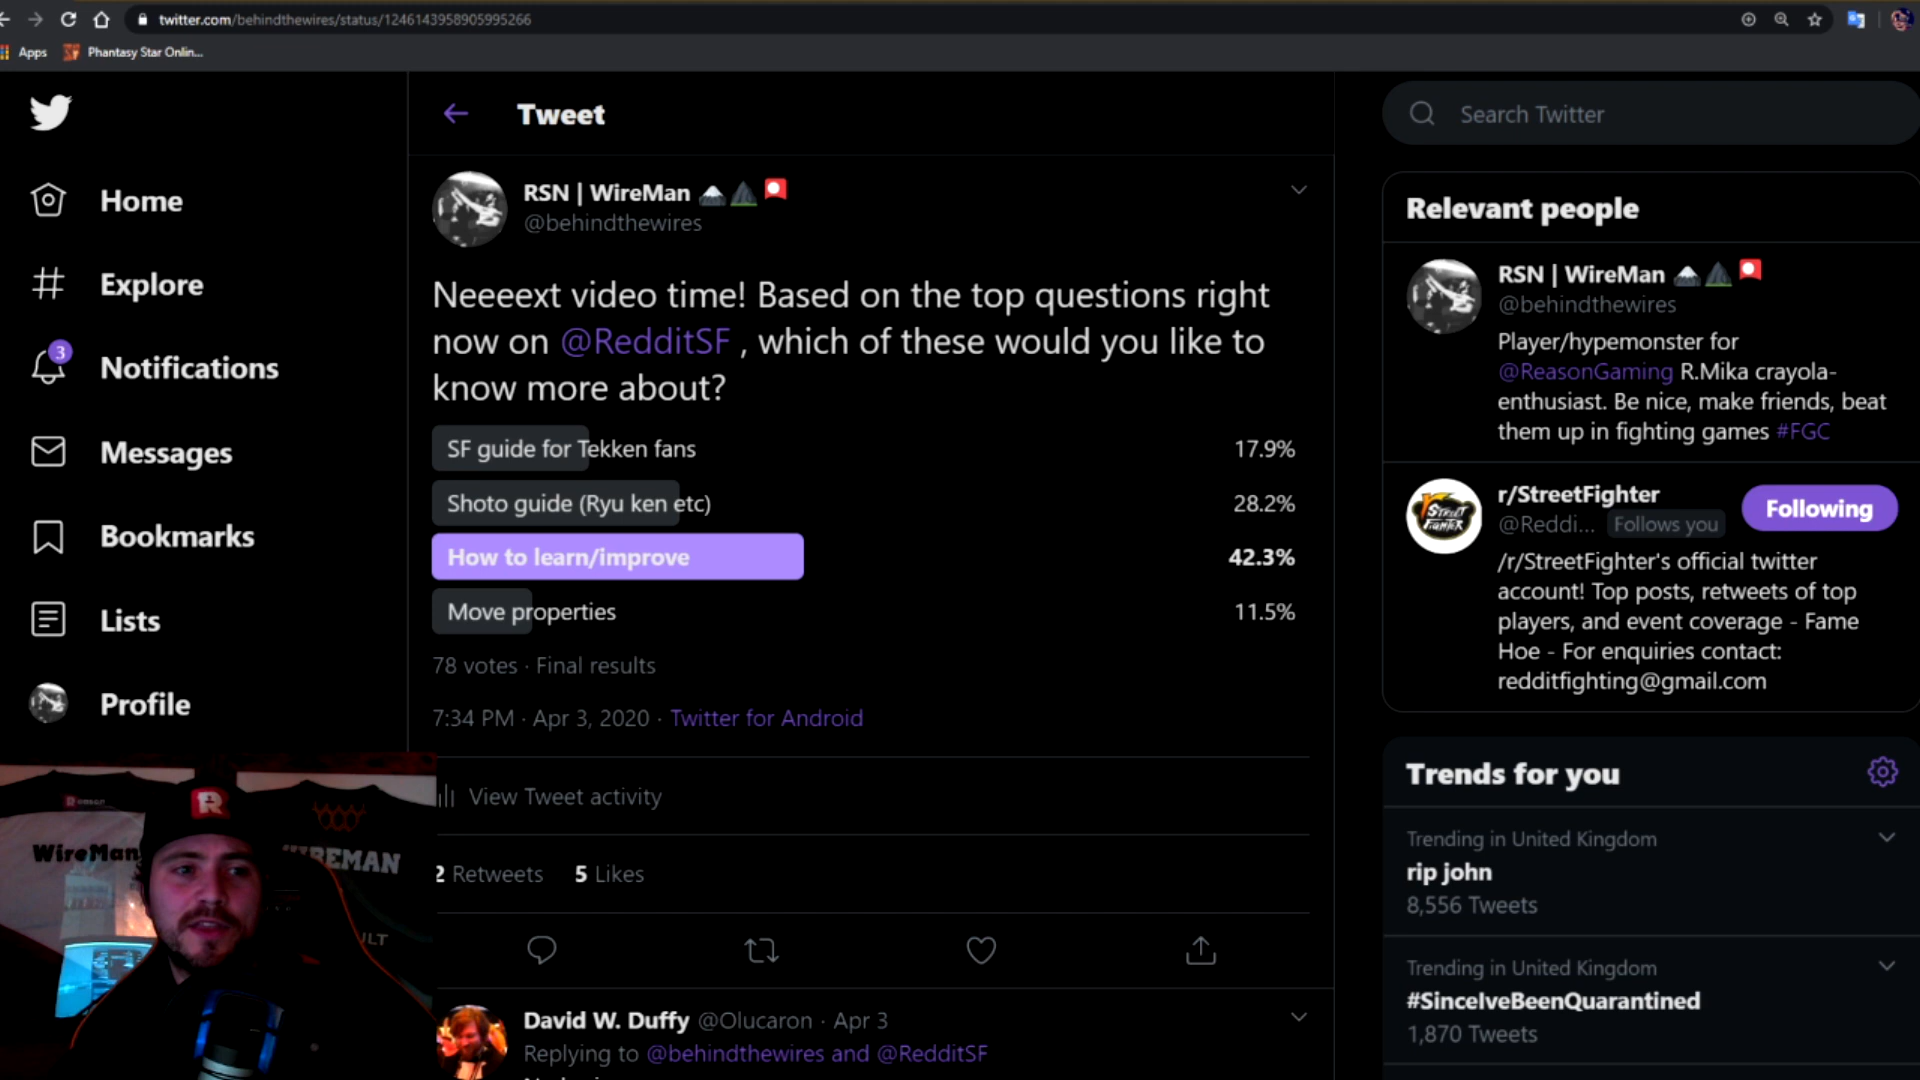 twitter.com/behindthewires/status/1246143958905995266
Apps
Phantasy Star Onlin...
Home
Explore
3
Notifications
Messages
Bookmarks
Lists
Profile
Tweet
RSN | WireMan
@behindthewires
Neeeext video time! Based on the top questions right
now on @RedditSF , which of these would you like to
know more about?
SF guide for Tekken fans 17.9%
Shoto guide (Ryu ken etc) 28.2%
How to learn/improve 42.3%
Move properties 11.5%
78 votes · Final results
7:34 PM · Apr 3, 2020 · Twitter for Android
View Tweet activity
2 Retweets 5 Likes
David W. Duffy @Olucaron · Apr 3
Replying to @behindthewires and @RedditSF
Search Twitter
Relevant people
RSN | WireMan
@behindthewires
Player/hypemonster for
@ReasonGaming R.Mika crayola-
enthusiast. Be nice, make friends, beat
them up in fighting games #FGC
STREET
FIGHTER
r/StreetFighter
@Reddi... Follows you
Following
/r/StreetFighter's official twitter
account! Top posts, retweets of top
players, and event coverage - Fame
Hoe - For enquiries contact:
redditfighting@gmail.com
Trends for you
Trending in United Kingdom
rip john
8,556 Tweets
Trending in United Kingdom
#SinceIveBeenQuarantined
1,870 Tweets
R
WireMan
WIREMAN